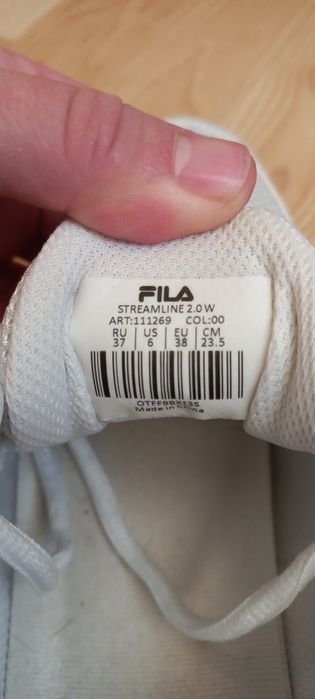 FILA
STREAMLINE 2.0 W
ART:111269 COL:00
RU US EU CM
37 6 38 23.5
OTFF9BX135
Made in China